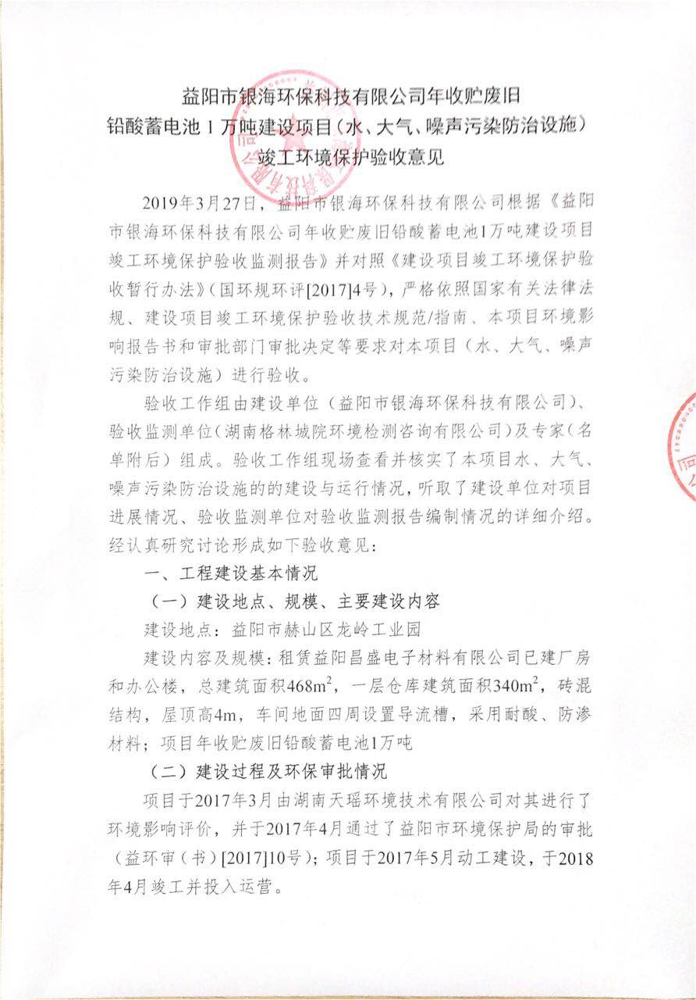 益阳市银海环保科技有限公司年收贮废旧
铅酸蓄电池1万吨建设项目（水、大气、噪声污染防治设施）
竣工环境保护验收意见
2019年3月27日，益阳市银海环保科技有限公司根据《益阳
市银海环保科技有限公司年收贮废旧铅酸蓄电池1万吨建设项目
竣工环境保护验收监测报告》并对照《建设项目竣工环境保护验
收暂行办法》（国环规环评[2017]4号），严格依照国家有关法律法
规、建设项目竣工环境保护验收技术规范/指南、本项目环境影
响报告书和审批部门审批决定等要求对本项目（水、大气、噪声
污染防治设施）进行验收。
验收工作组由建设单位（益阳市银海环保科技有限公司）、
验收监测单位（湖南格林城院环境检测咨询有限公司）及专家（名
单附后）组成。验收工作组现场查看并核实了本项目水、大气、
噪声污染防治设施的的建设与运行情况，听取了建设单位对项目
进展情况、验收监测单位对验收监测报告编制情况的详细介绍。
经认真研究讨论形成如下验收意见：
一、工程建设基本情况
（一）建设地点、规模、主要建设内容
建设地点：益阳市赫山区龙岭工业园
建设内容及规模：租赁益阳昌盛电子材料有限公司已建厂房
和办公楼，总建筑面积468m²，一层仓库建筑面积340m²，砖混
结构，屋顶高4m，车间地面四周设置导流槽，采用耐酸、防渗
材料；项目年收贮废旧铅酸蓄电池1万吨
（二）建设过程及环保审批情况
项目于2017年3月由湖南天瑶环境技术有限公司对其进行了
环境影响评价，并于2017年4月通过了益阳市环境保护局的审批
（益环审（书）[2017]10号）；项目于2017年5月动工建设，于2018
年4月竣工并投入运营。